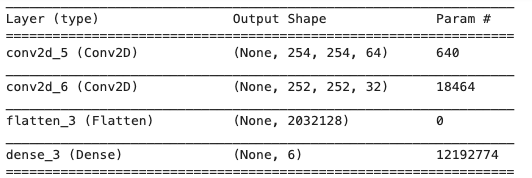 Layer (type) Output Shape Param #
conv2d_5 (Conv2D) (None, 254, 254, 64) 640
conv2d_6 (Conv2D) (None, 252, 252, 32) 18464
flatten_3 (Flatten) (None, 2032128) 0
dense_3 (Dense) (None, 6) 12192774